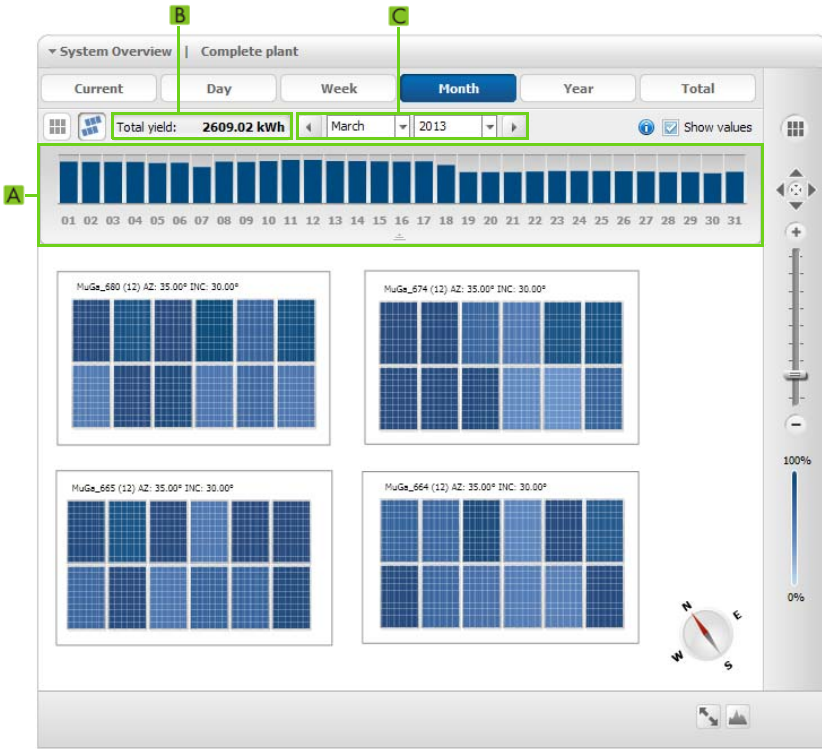 B C
System Overview | Complete plant
Current Day Week Month Year Total
Total yield: 2609.02 kWh March 2013 Show values
A
01 02 03 04 05 06 07 08 09 10 11 12 13 14 15 16 17 18 19 20 21 22 23 24 25 26 27 28 29 30 31
MuGa_680 (12) AZ: 35.00° INC: 30.00°
MuGa_674 (12) AZ: 35.00° INC: 30.00°
100%
MuGa_665 (12) AZ: 35.00° INC: 30.00°
MuGa_664 (12) AZ: 35.00° INC: 30.00°
0%
N E
W S